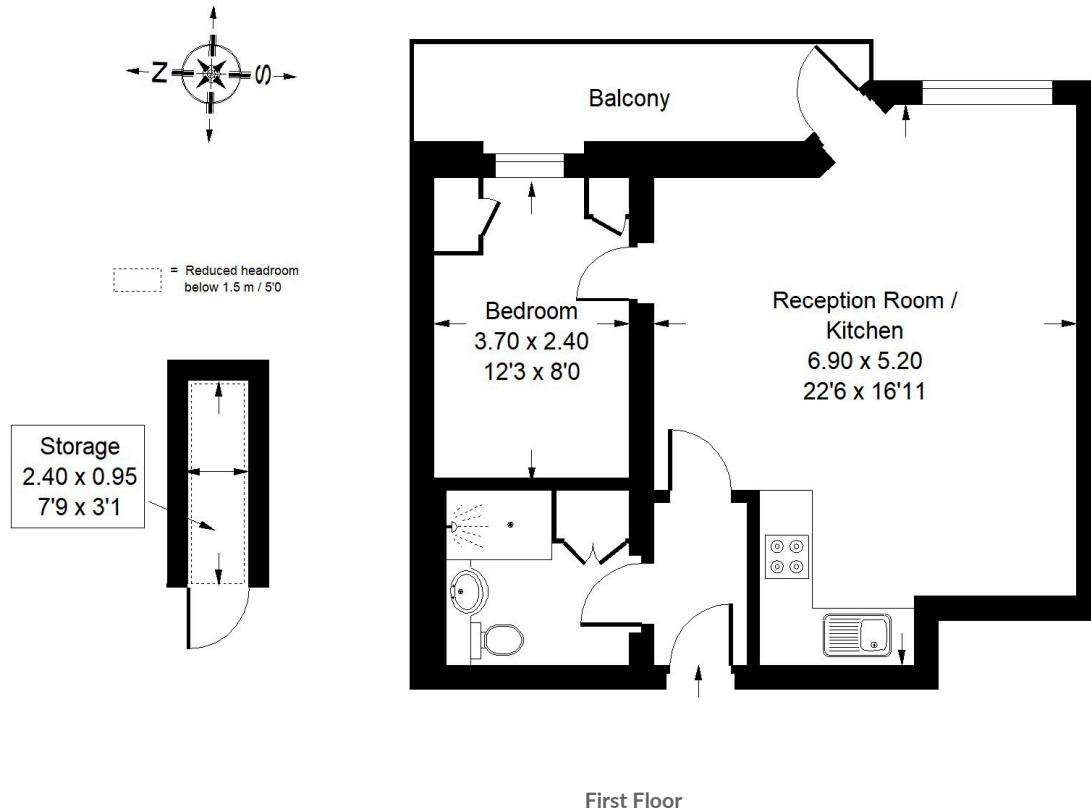 N
S
Balcony
= Reduced headroom
below 1.5 m / 5'0
Bedroom
3.70 x 2.40
12'3 x 8'0
Reception Room /
Kitchen
6.90 x 5.20
22'6 x 16'11
Storage
2.40 x 0.95
7'9 x 3'1
First Floor